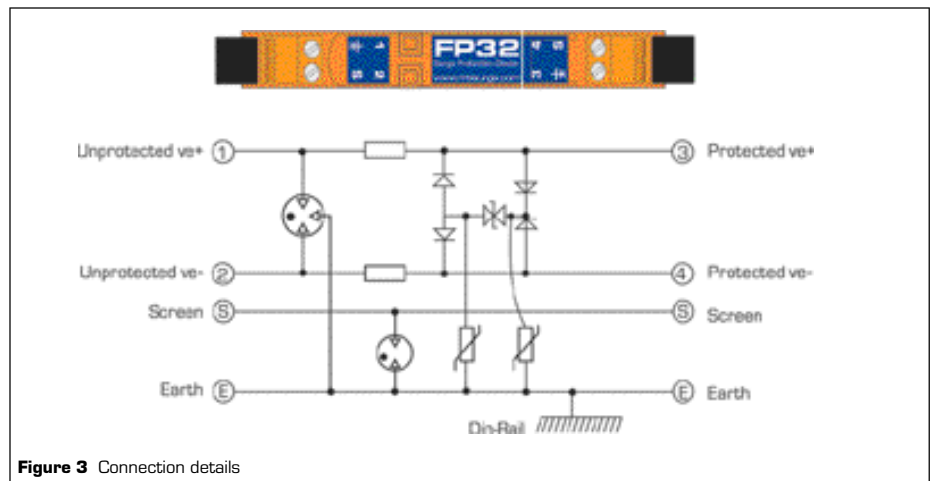 FP32
Surge Protection Device
Unprotected ve+ 1
3 Protected ve+
Unprotected ve- 2
4 Protected ve-
Screen S
S Screen
Earth E
E Earth
Din-Rail
Figure 3 Connection details